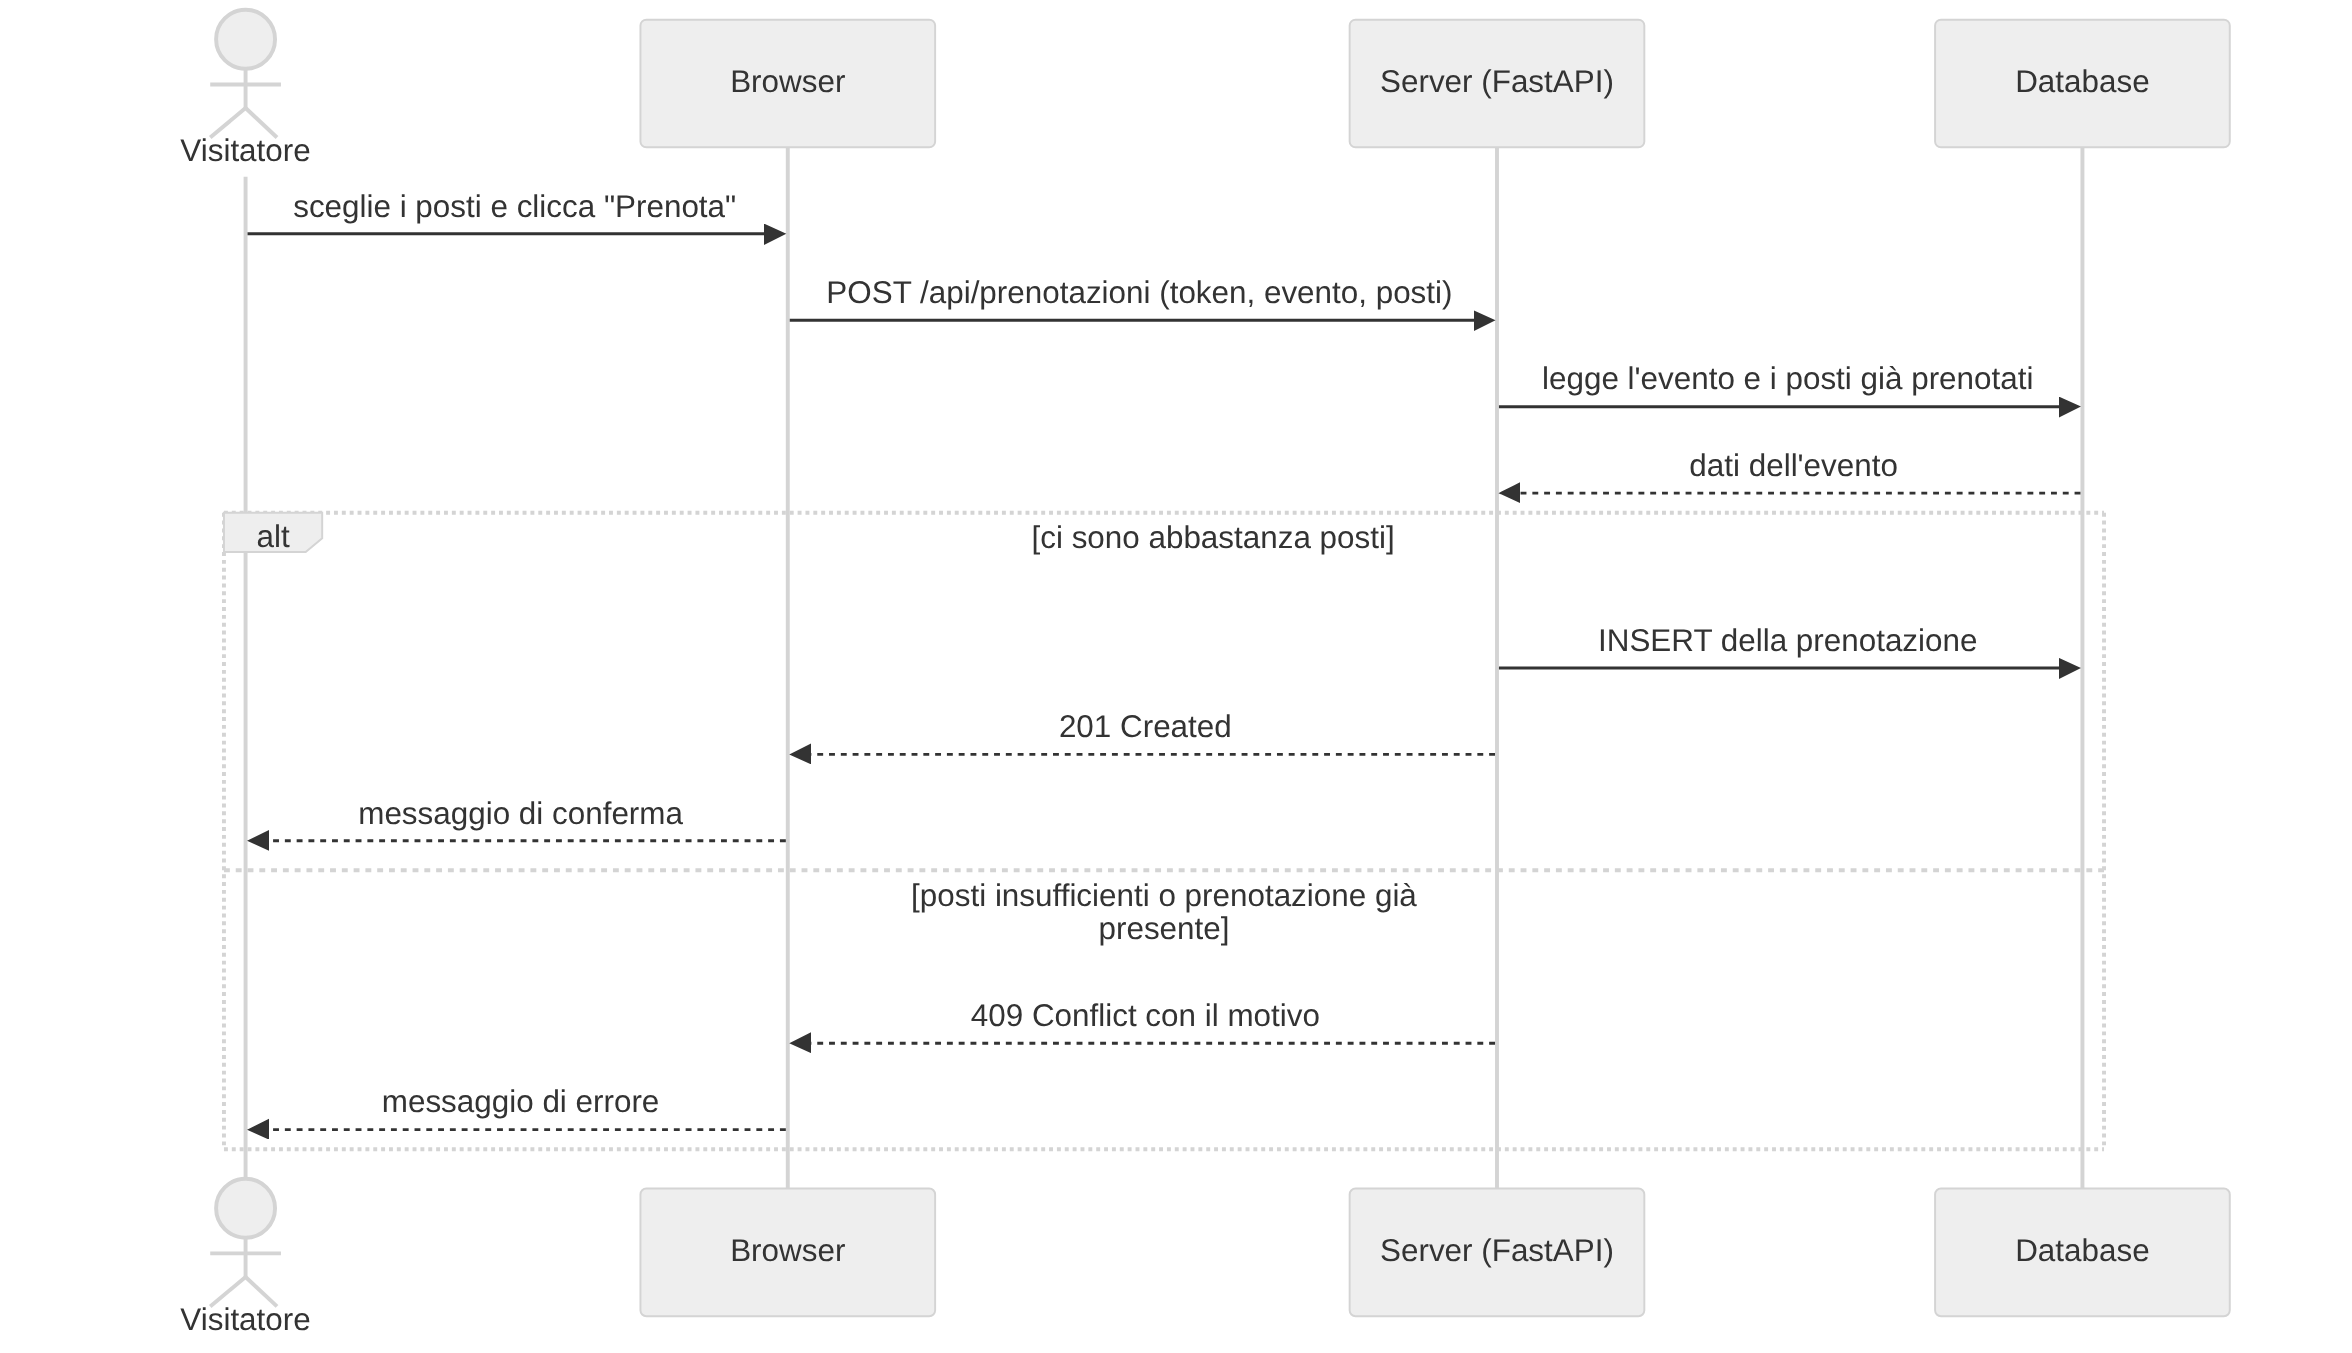 Visitatore
Browser
Server (FastAPI)
Database
sceglie i posti e clicca "Prenota"
POST /api/prenotazioni (token, evento, posti)
legge l'evento e i posti già prenotati
dati dell'evento
alt
[ci sono abbastanza posti]
INSERT della prenotazione
201 Created
messaggio di conferma
[posti insufficienti o prenotazione già
presente]
409 Conflict con il motivo
messaggio di errore
Visitatore
Browser
Server (FastAPI)
Database